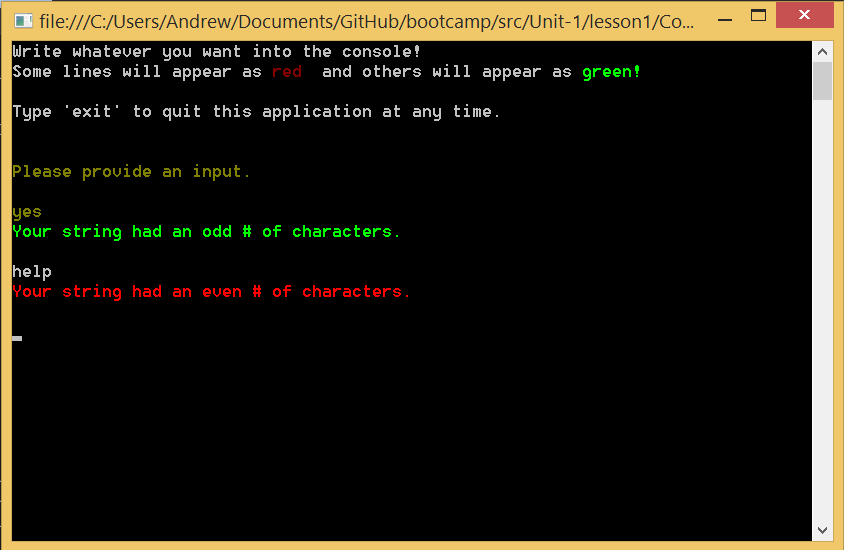 file:///C:/Users/Andrew/Documents/GitHub/bootcamp/src/Unit-1/lesson1/Co...
Write whatever you want into the console!
Some lines will appear as red  and others will appear as green!
Type 'exit' to quit this application at any time.
Please provide an input.
yes
Your string had an odd # of characters.
help
Your string had an even # of characters.